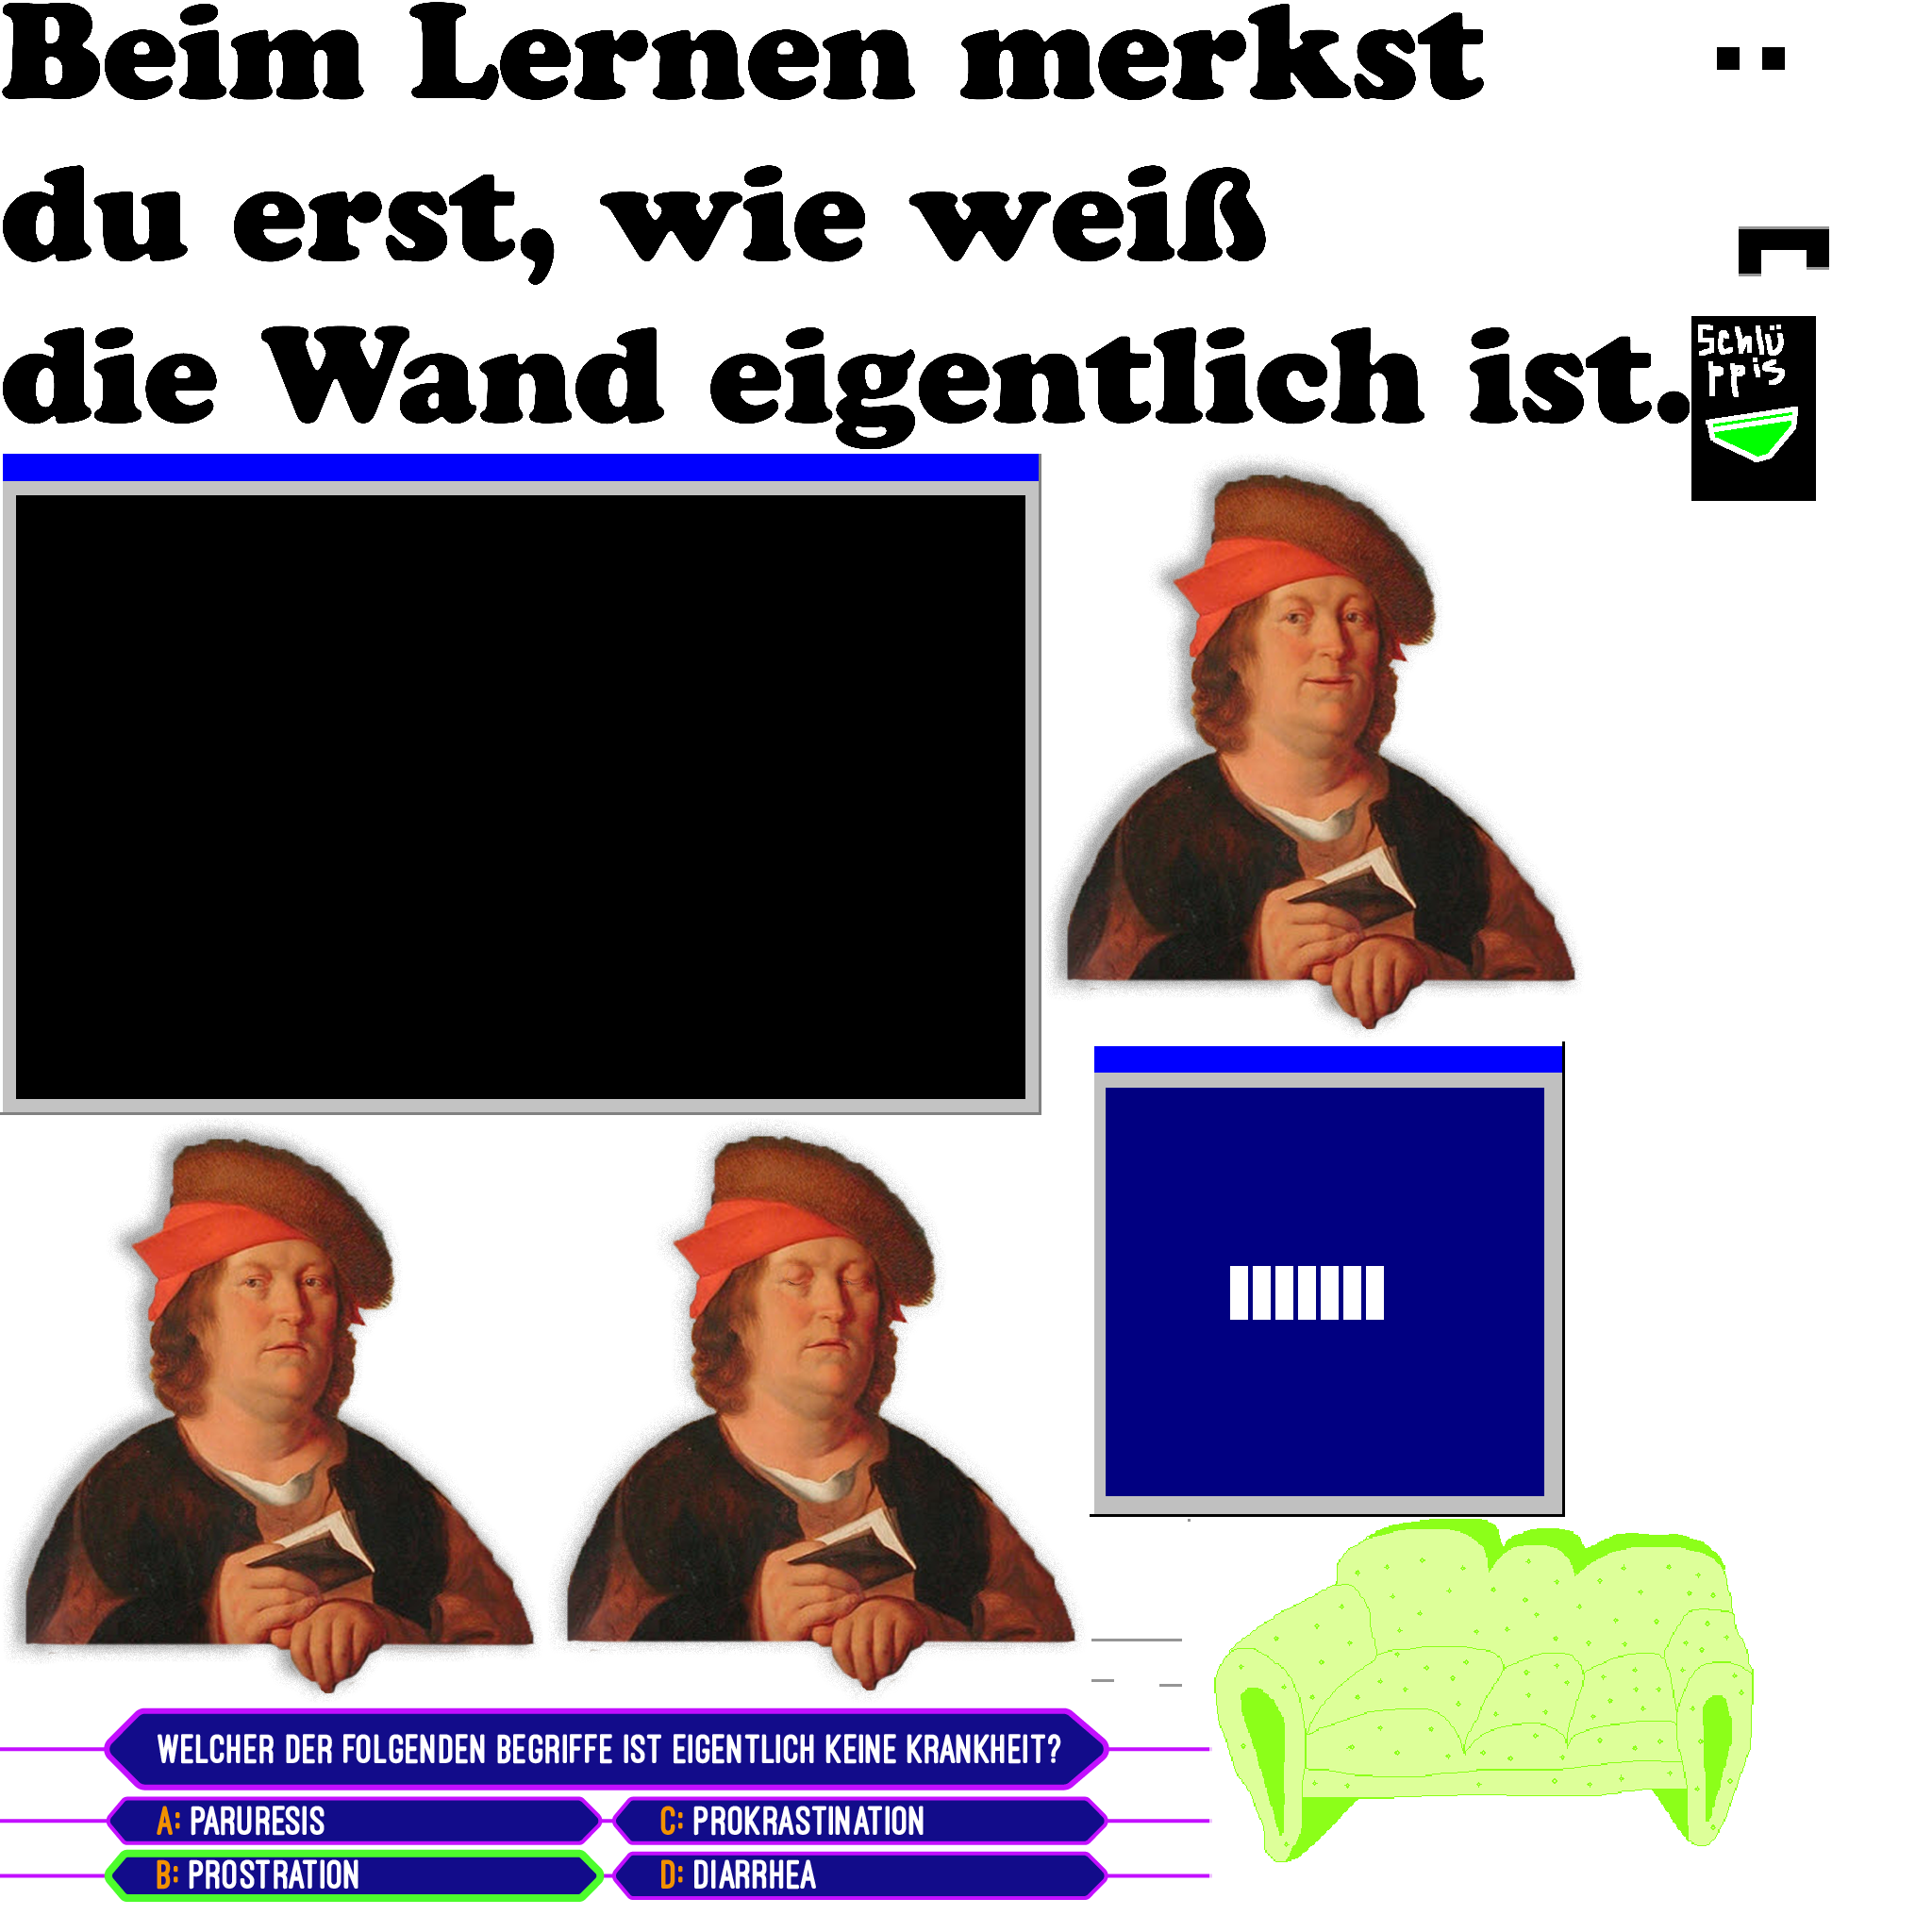 Beim Lernen merkst
du erst, wie weiß
die Wand eigentlich ist.
Schlü
ppis
WELCHER DER FOLGENDEN BEGRIFFE IST EIGENTLICH KEINE KRANKHEIT?
A: PARURESIS
C: PROKRASTINATION
B: PROSTRATION
D: DIARRHEA